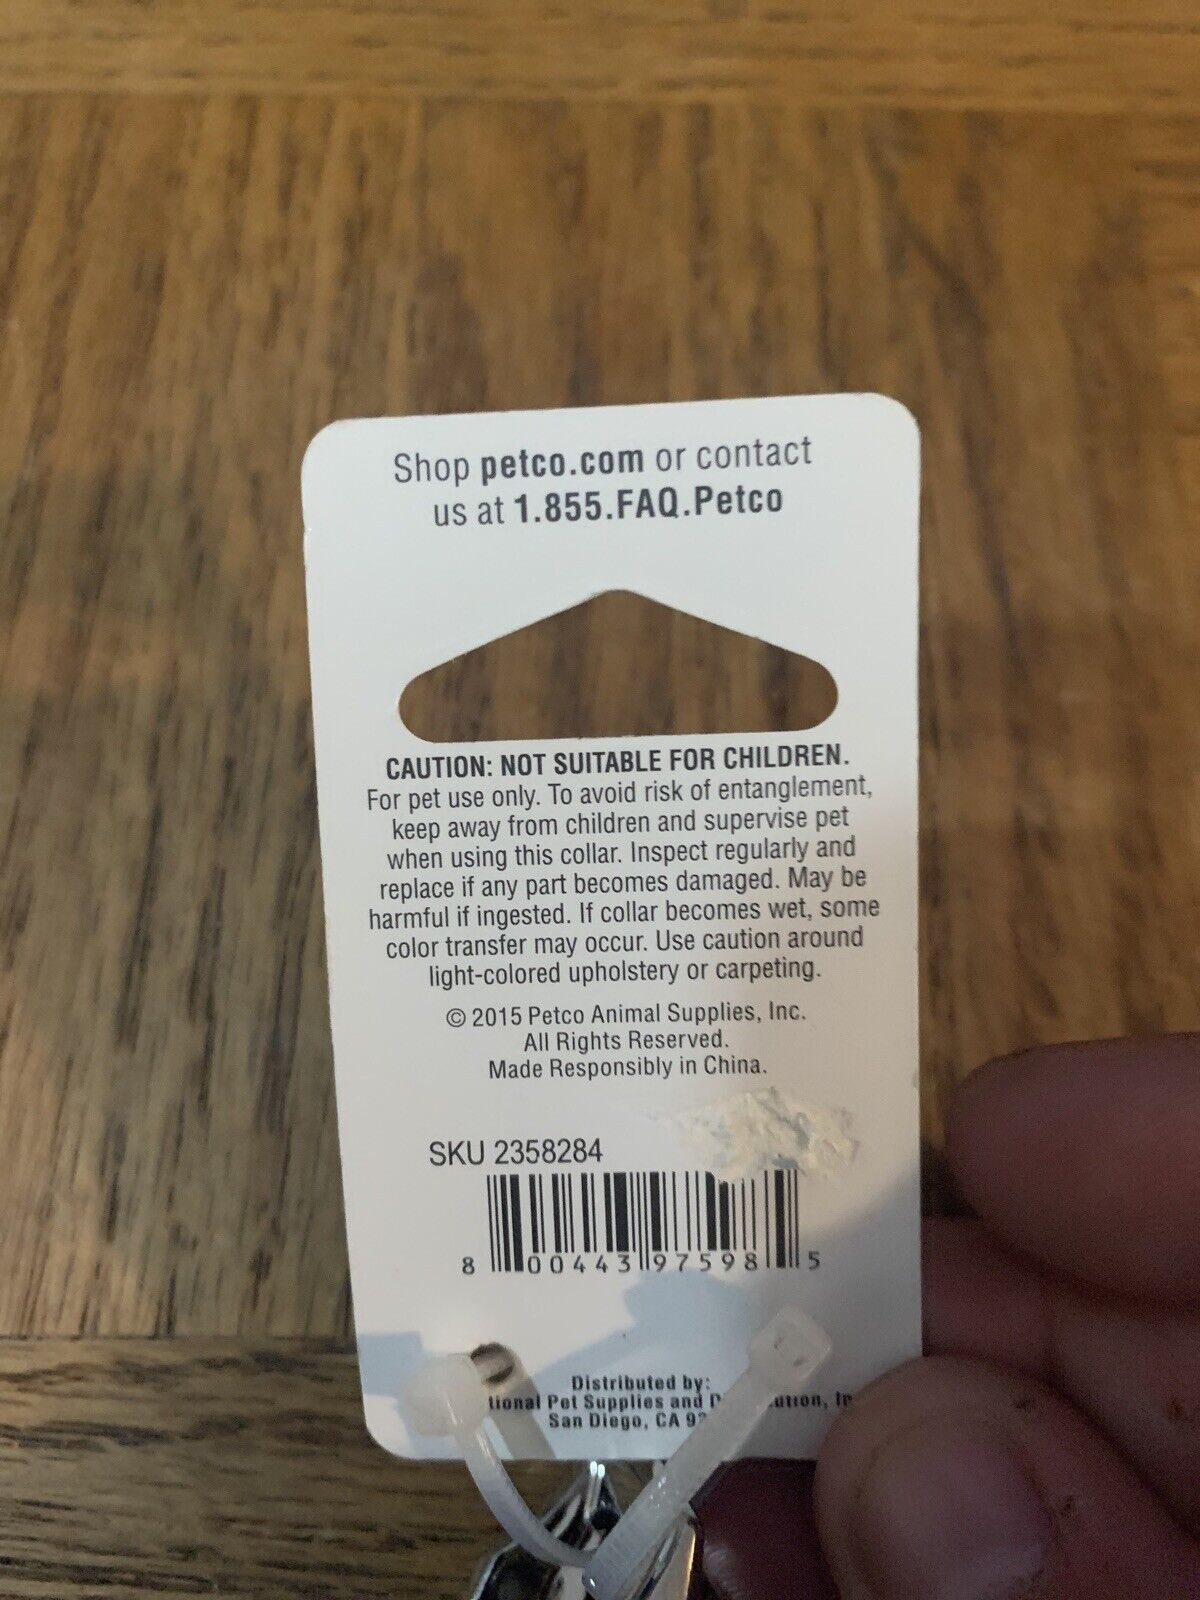 Shop petco.com or contact
us at 1.855.FAQ.Petco
CAUTION: NOT SUITABLE FOR CHILDREN.
For pet use only. To avoid risk of entanglement,
keep away from children and supervise pet
when using this collar. Inspect regularly and
replace if any part becomes damaged. May be
harmful if ingested. If collar becomes wet, some
color transfer may occur. Use caution around
light-colored upholstery or carpeting.
© 2015 Petco Animal Supplies, Inc.
All Rights Reserved.
Made Responsibly in China.
SKU 2358284
8 00443 97598 5
Distributed by:
Pet Supplies and
San Diego, CA